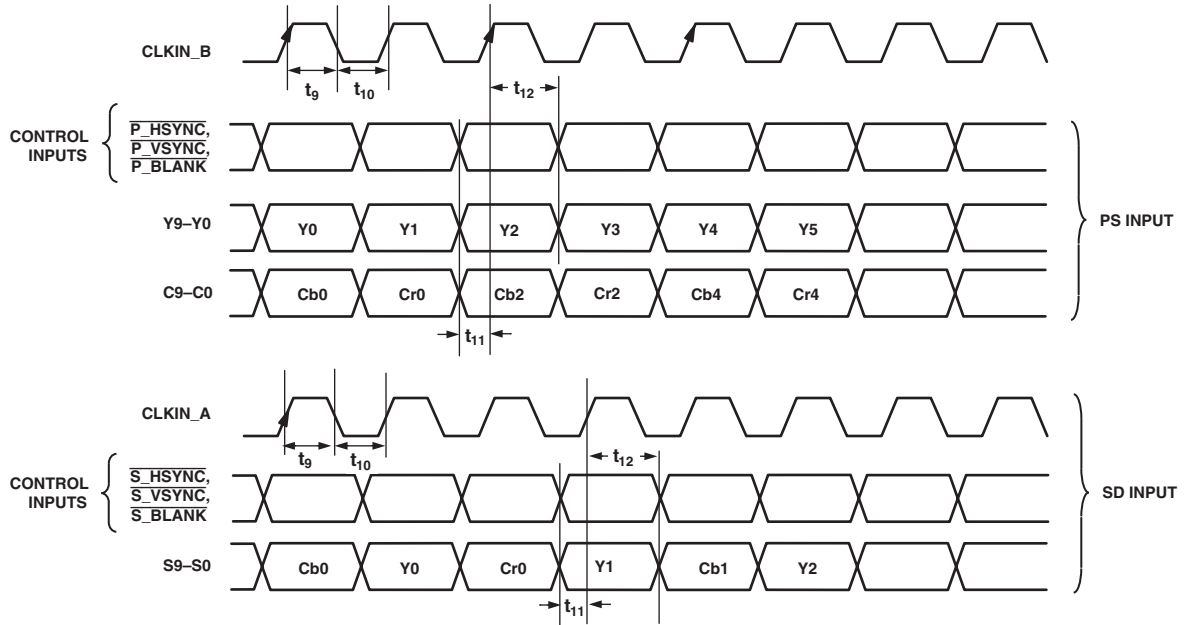 CLKIN_B
t9 t10
t12
CONTROL INPUTS
P_HSYNC,
P_VSYNC,
P_BLANK
Y9–Y0 Y0 Y1 Y2 Y3 Y4 Y5
PS INPUT
C9–C0 Cb0 Cr0 Cb2 Cr2 Cb4 Cr4
t11
CLKIN_A
t9 t10
t12
CONTROL INPUTS
S_HSYNC,
S_VSYNC,
S_BLANK
SD INPUT
S9–S0 Cb0 Y0 Cr0 Y1 Cb1 Y2
t11